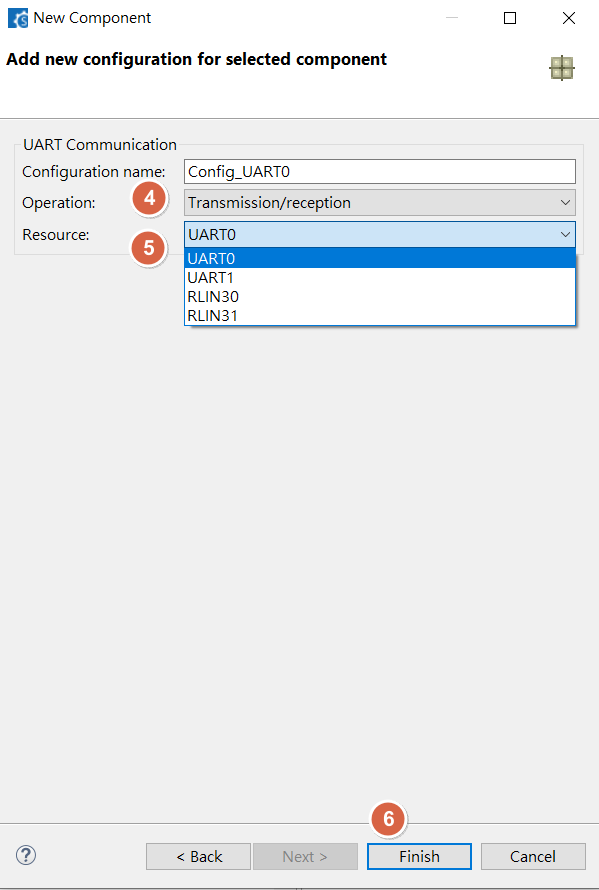 New Component
Add new configuration for selected component
UART Communication
Configuration name: Config_UART0
Operation: 4 Transmission/reception
Resource: 5 UART0
UART0
UART1
RLIN30
RLIN31
6
? < Back Next > Finish Cancel